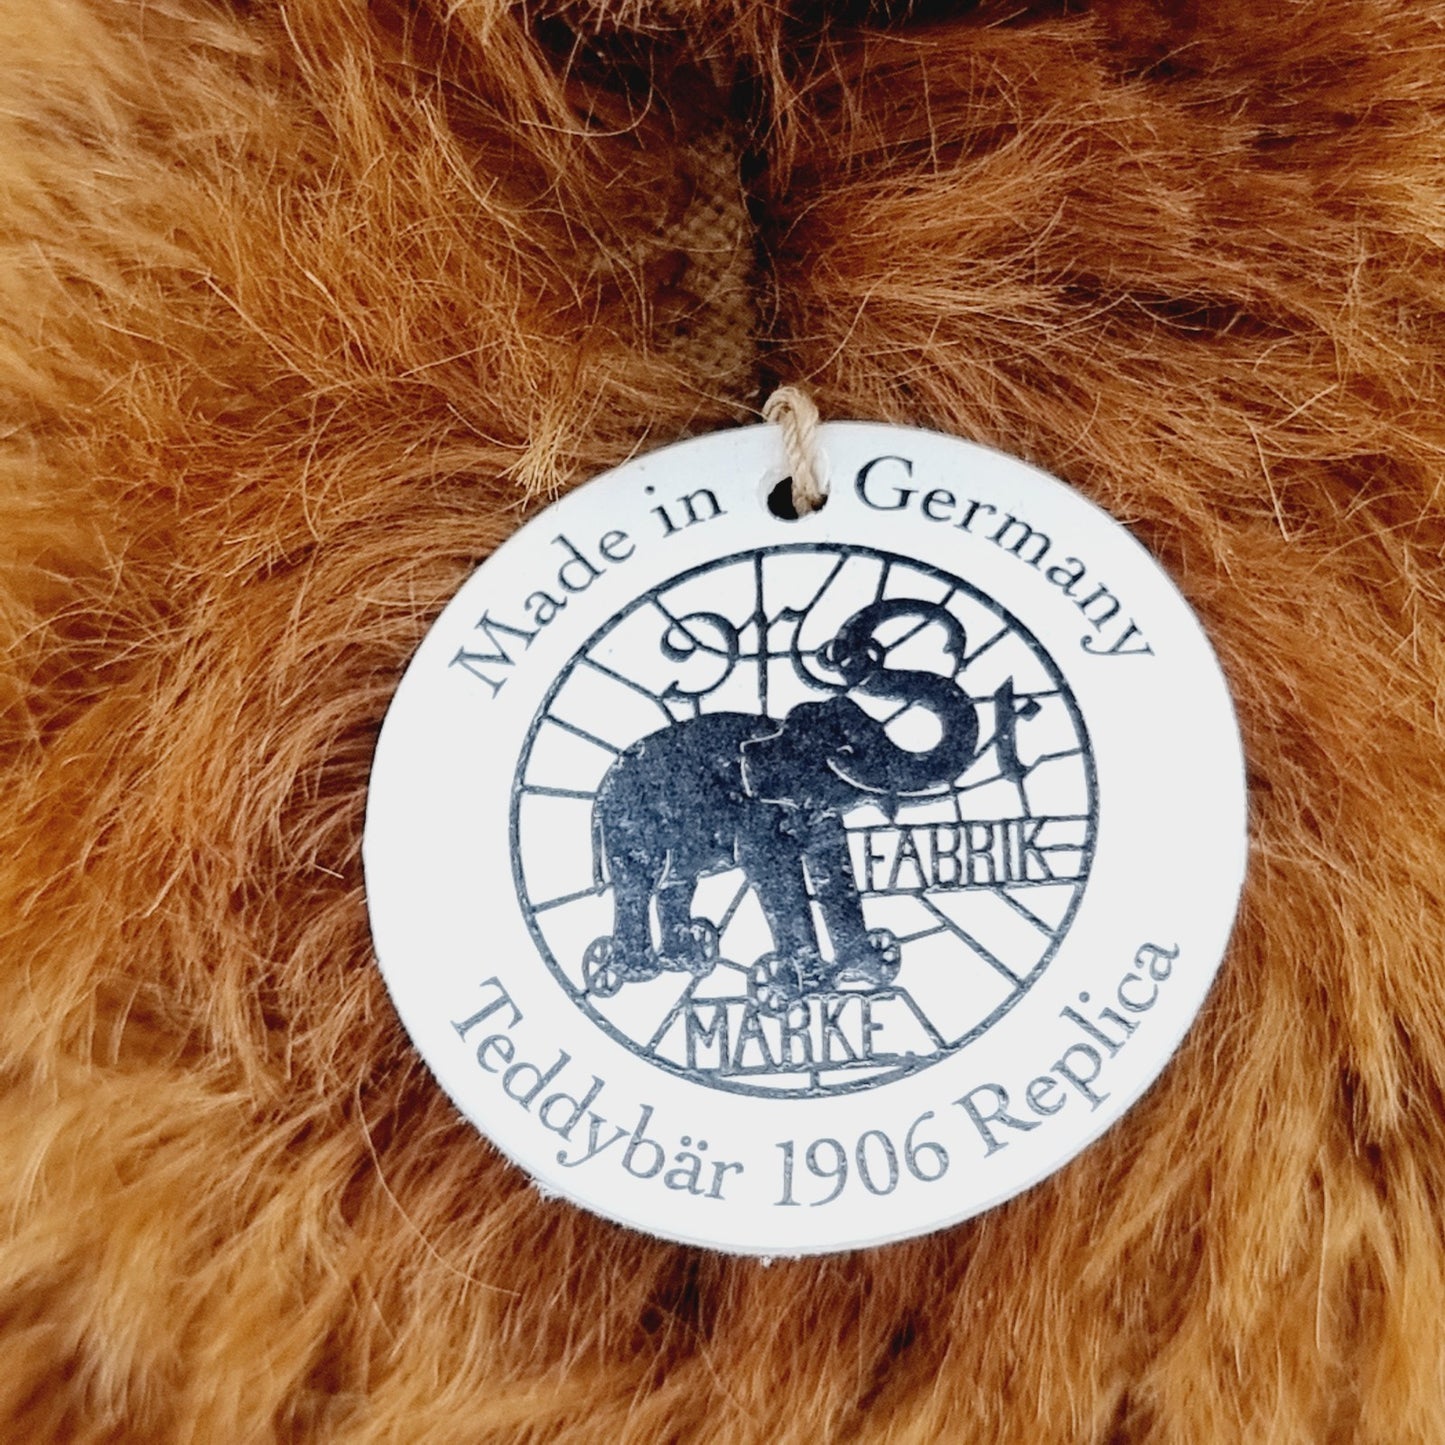 Made in Germany
M St
FABRIK
MARKE
Teddybär 1906 Replica